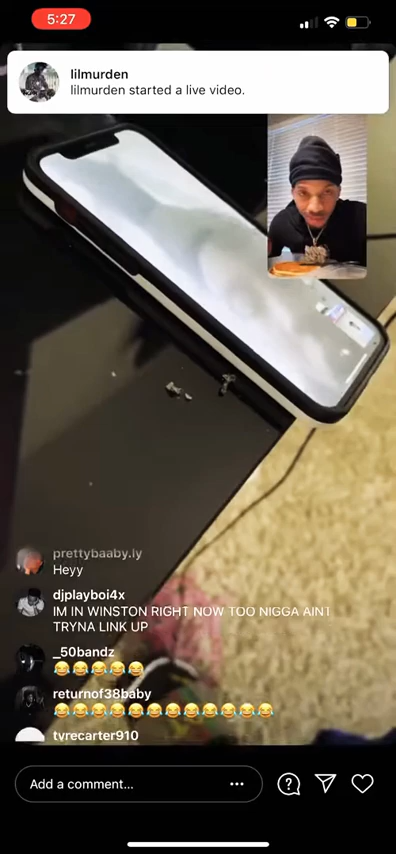 5:27
lilmurden
lilmurden started a live video.
prettybaaby.ly
Heyy
djplayboi4x
IM IN WINSTON RIGHT NOW TOO NIGGA AINT
TRYNA LINK UP
_50bandz
😂😂😂😂😂
returnof38baby
😂😂😂😂😂😂😂😂😂😂😂😂
tyrecarter910
Add a comment...